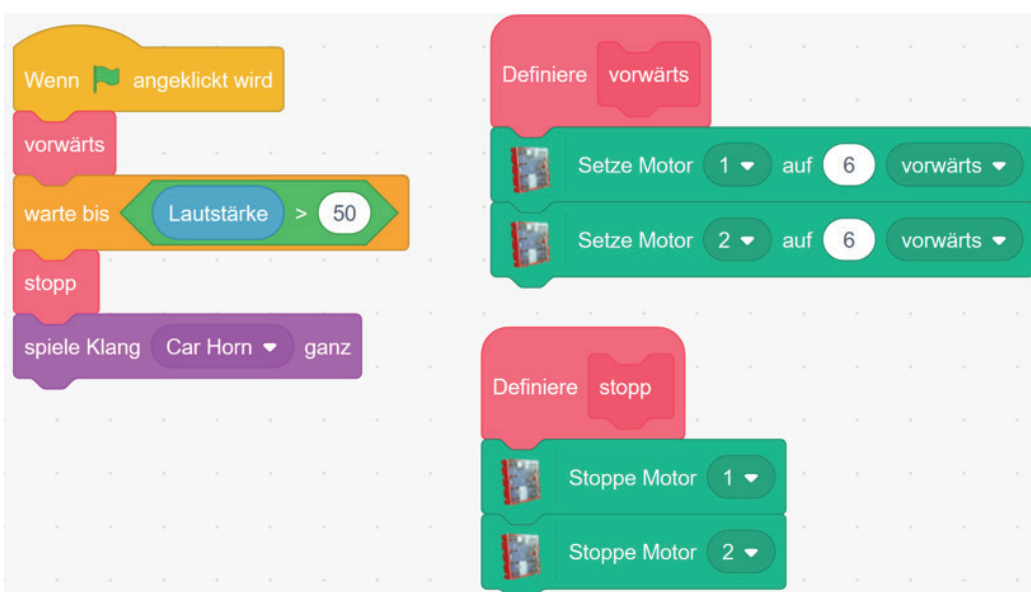 Wenn angeklickt wird
vorwärts
warte bis Lautstärke > 50
stopp
spiele Klang Car Horn ganz
Definiere vorwärts
Setze Motor 1 auf 6 vorwärts
Setze Motor 2 auf 6 vorwärts
Definiere stopp
Stoppe Motor 1
Stoppe Motor 2